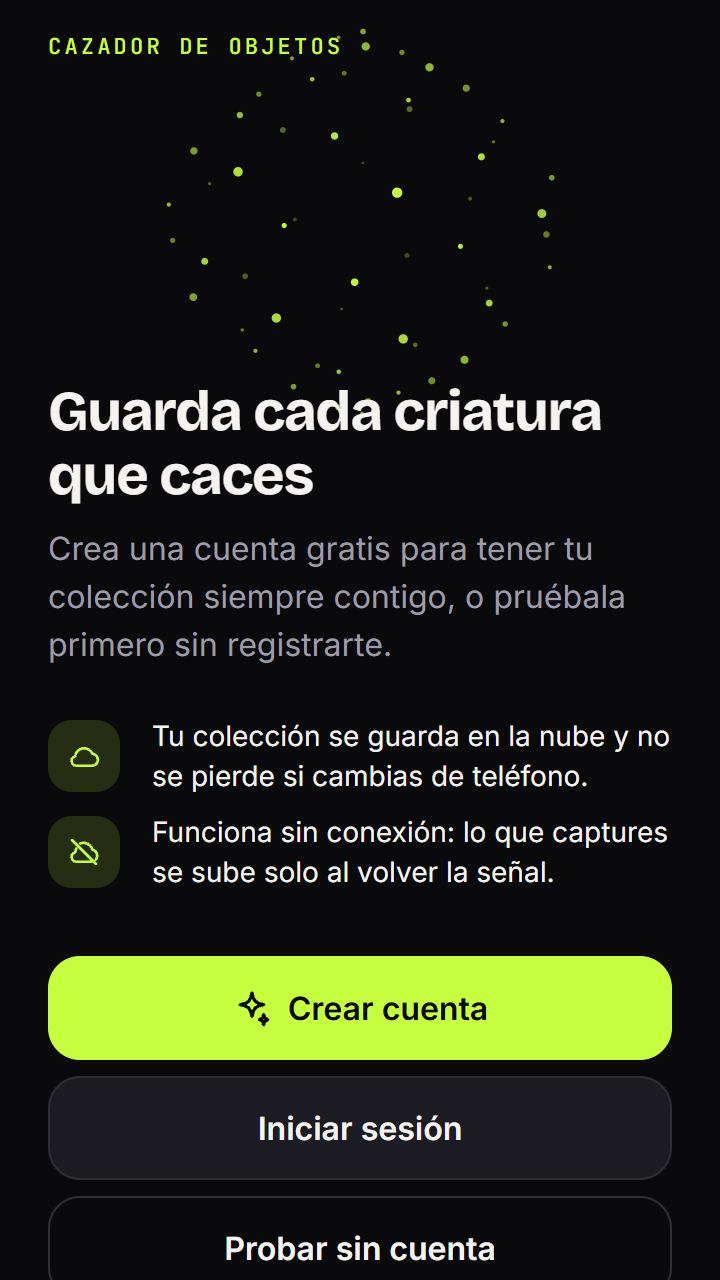 CAZADOR DE OBJETOS
Guarda cada criatura
que caces
Crea una cuenta gratis para tener tu
colección siempre contigo, o pruébala
primero sin registrarte.
Tu colección se guarda en la nube y no
se pierde si cambias de teléfono.
Funciona sin conexión: lo que captures
se sube solo al volver la señal.
Crear cuenta
Iniciar sesión
Probar sin cuenta